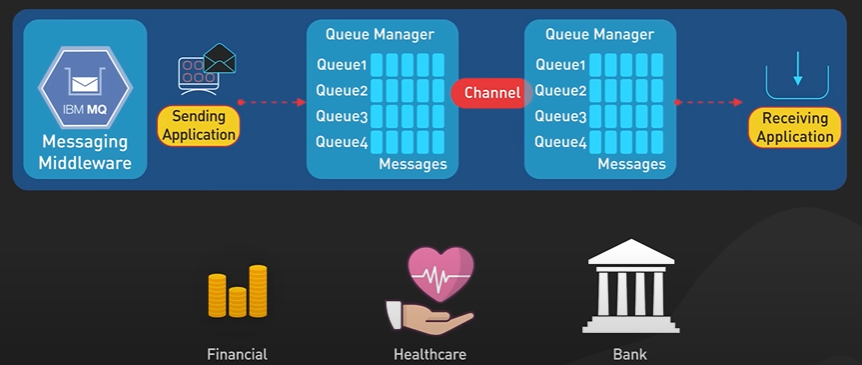 IBM MQ
Messaging
Middleware
Sending
Application
Queue Manager
Queue1
Queue2
Queue3
Queue4
Messages
Channel
Queue Manager
Queue1
Queue2
Queue3
Queue4
Messages
Receiving
Application
Financial
Healthcare
Bank